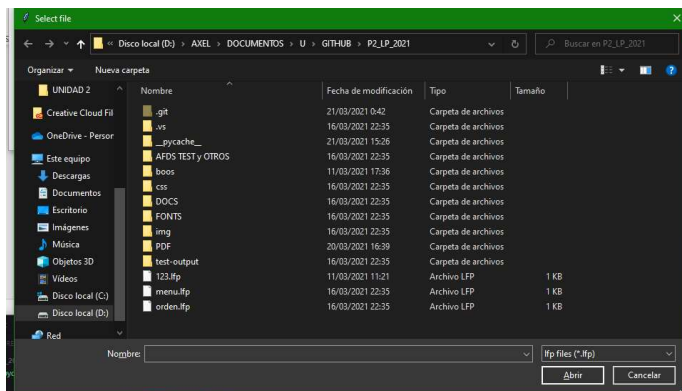 Select file
« Disco local (D:) › AXEL › DOCUMENTOS › U › GITHUB › P2_LP_2021
Buscar en P2_LP_2021
Organizar Nueva carpeta
Nombre Fecha de modificación Tipo Tamaño
UNIDAD 2
Creative Cloud Fil
OneDrive - Person
Este equipo
Descargas
Documentos
Escritorio
Imágenes
Música
Objetos 3D
Vídeos
Disco local (C:)
Disco local (D:)
Red
.git 21/03/2021 0:42 Carpeta de archivos
.vs 16/03/2021 22:35 Carpeta de archivos
__pycache__ 21/03/2021 15:26 Carpeta de archivos
AFDS TEST y OTROS 16/03/2021 22:35 Carpeta de archivos
boos 11/03/2021 17:36 Carpeta de archivos
css 16/03/2021 22:35 Carpeta de archivos
DOCS 16/03/2021 22:35 Carpeta de archivos
FONTS 16/03/2021 22:35 Carpeta de archivos
img 16/03/2021 22:35 Carpeta de archivos
PDF 20/03/2021 16:39 Carpeta de archivos
test-output 16/03/2021 22:35 Carpeta de archivos
123.lfp 11/03/2021 11:21 Archivo LFP 1 KB
menu.lfp 16/03/2021 22:35 Archivo LFP 1 KB
orden.lfp 16/03/2021 22:35 Archivo LFP 1 KB
Nombre: lfp files (*.lfp)
Abrir Cancelar